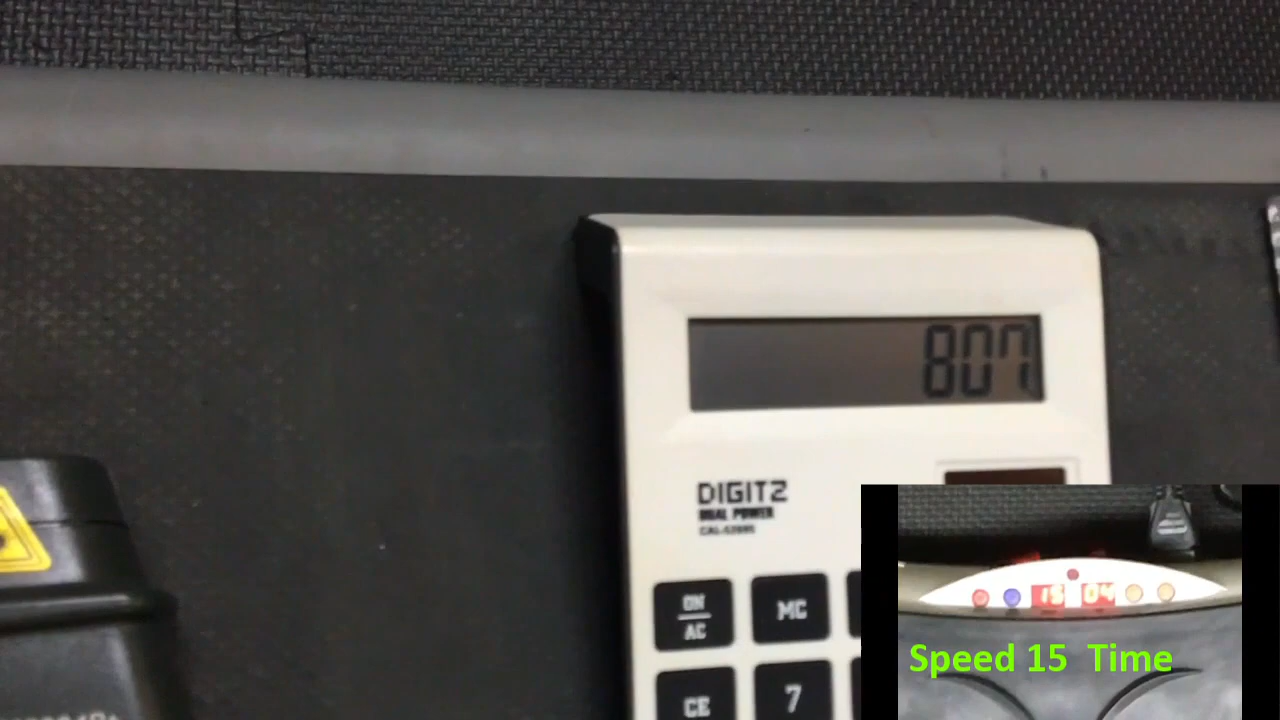 807
DIGITZ
DUAL POWER
ON
AC
MC
CE
7
15 04
Speed 15 Time